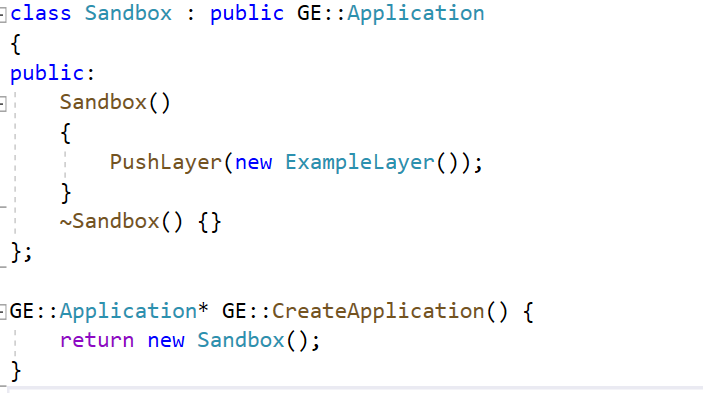 class Sandbox : public GE::Application
{
public:
    Sandbox()
    {
        PushLayer(new ExampleLayer());
    }
    ~Sandbox() {}
};

GE::Application* GE::CreateApplication() {
    return new Sandbox();
}